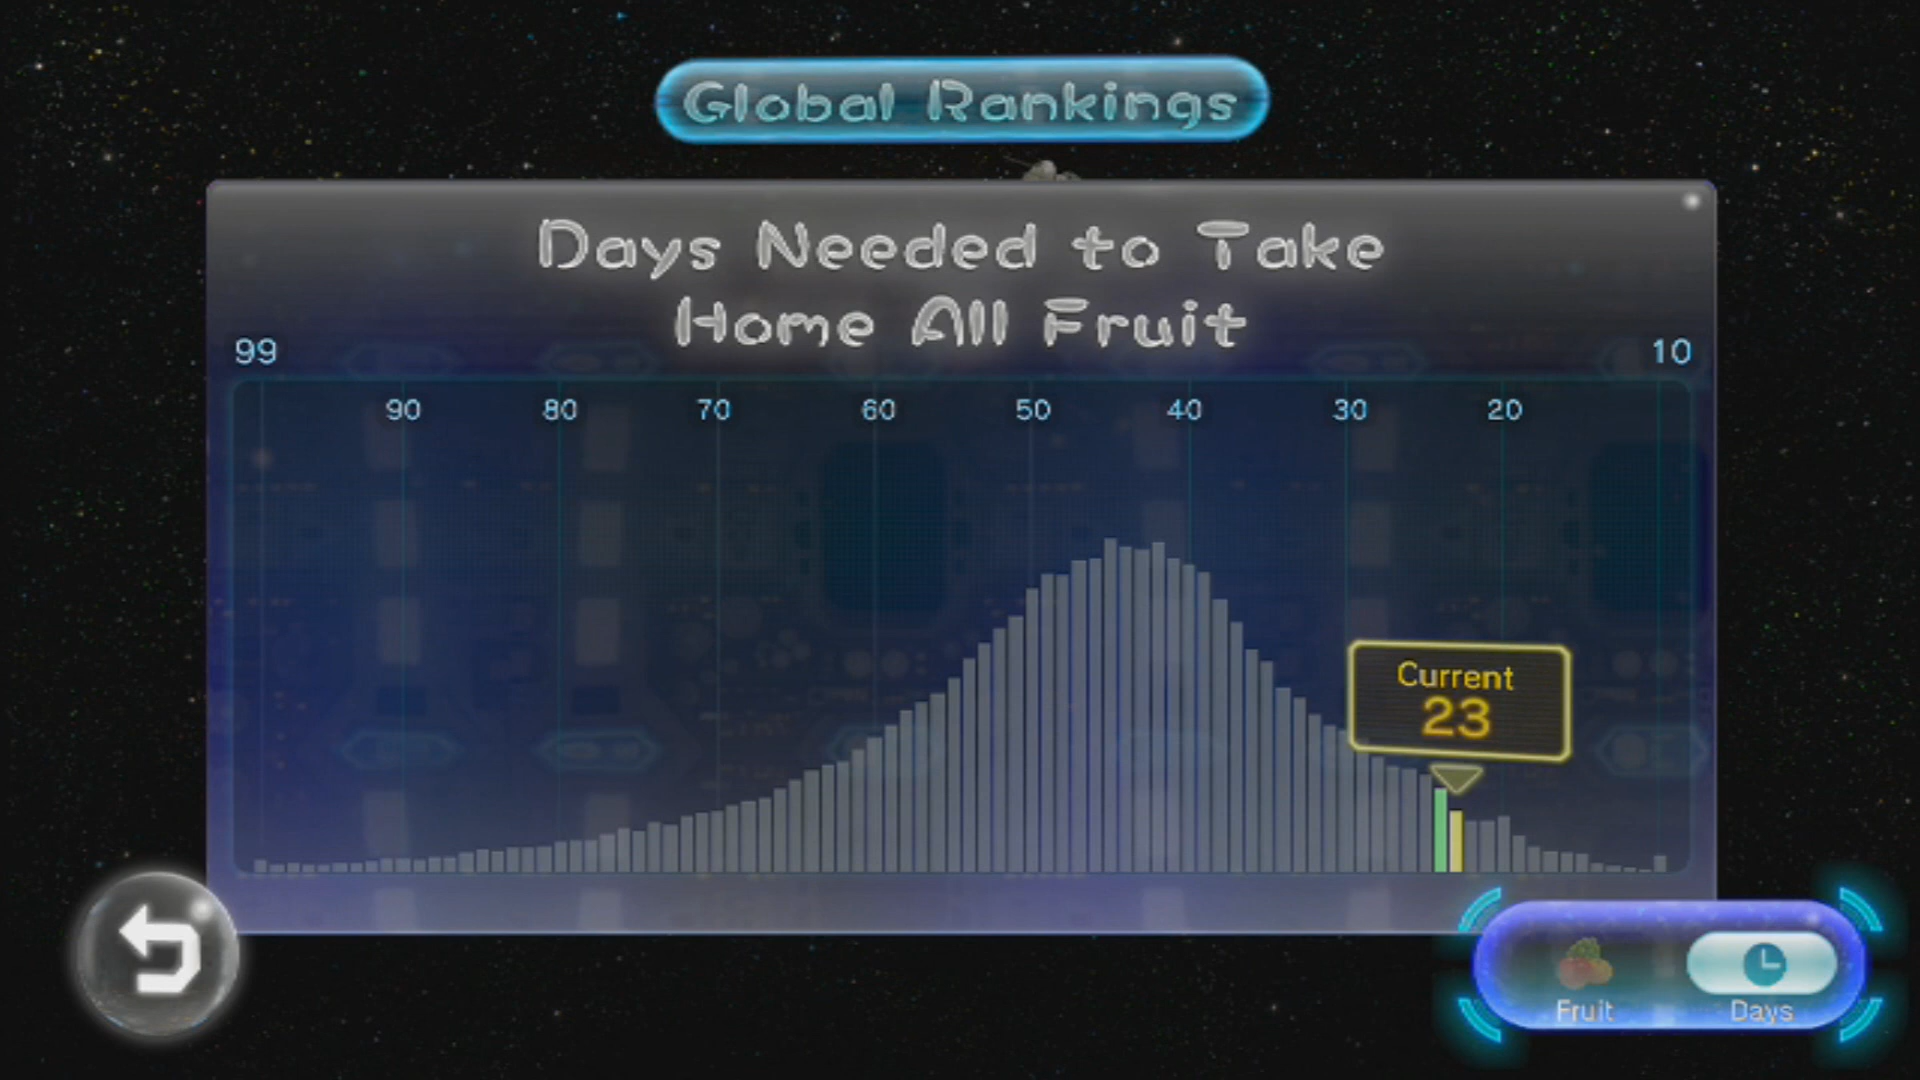 Global Rankings
Days Needed to Take
Home All Fruit
99
10
90 80 70 60 50 40 30 20
Current
23
Fruit
Days